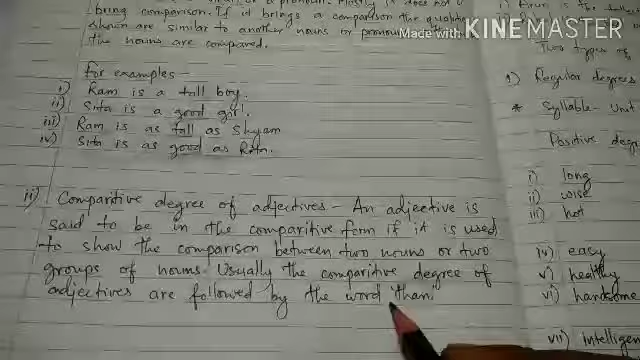 being comparison. If it brings a comparison the qualit
shown are similar to another nouns or pronou
the nouns are compared.
For examples -
i) Ram is a tall boy.
ii) Sita is a good girl.
iii) Ram is as tall as Shyam
iv) Sita is as good as Rita.
ii) Comparitive degree of adjectives - An adjective is
said to be in the comparitive form if it is used
to show the comparison between two nouns or two
groups of nouns. Usually the comparitive degree of
adjectives are followed by the word 'than'.
Two types of
1) Regular degrees
* Syllable - Unit
Positive deg
i) long
ii) wise
iii) hot
iv) easy
v) healthy
vi) handsome
vii) intelligen
Made with KINEMASTER